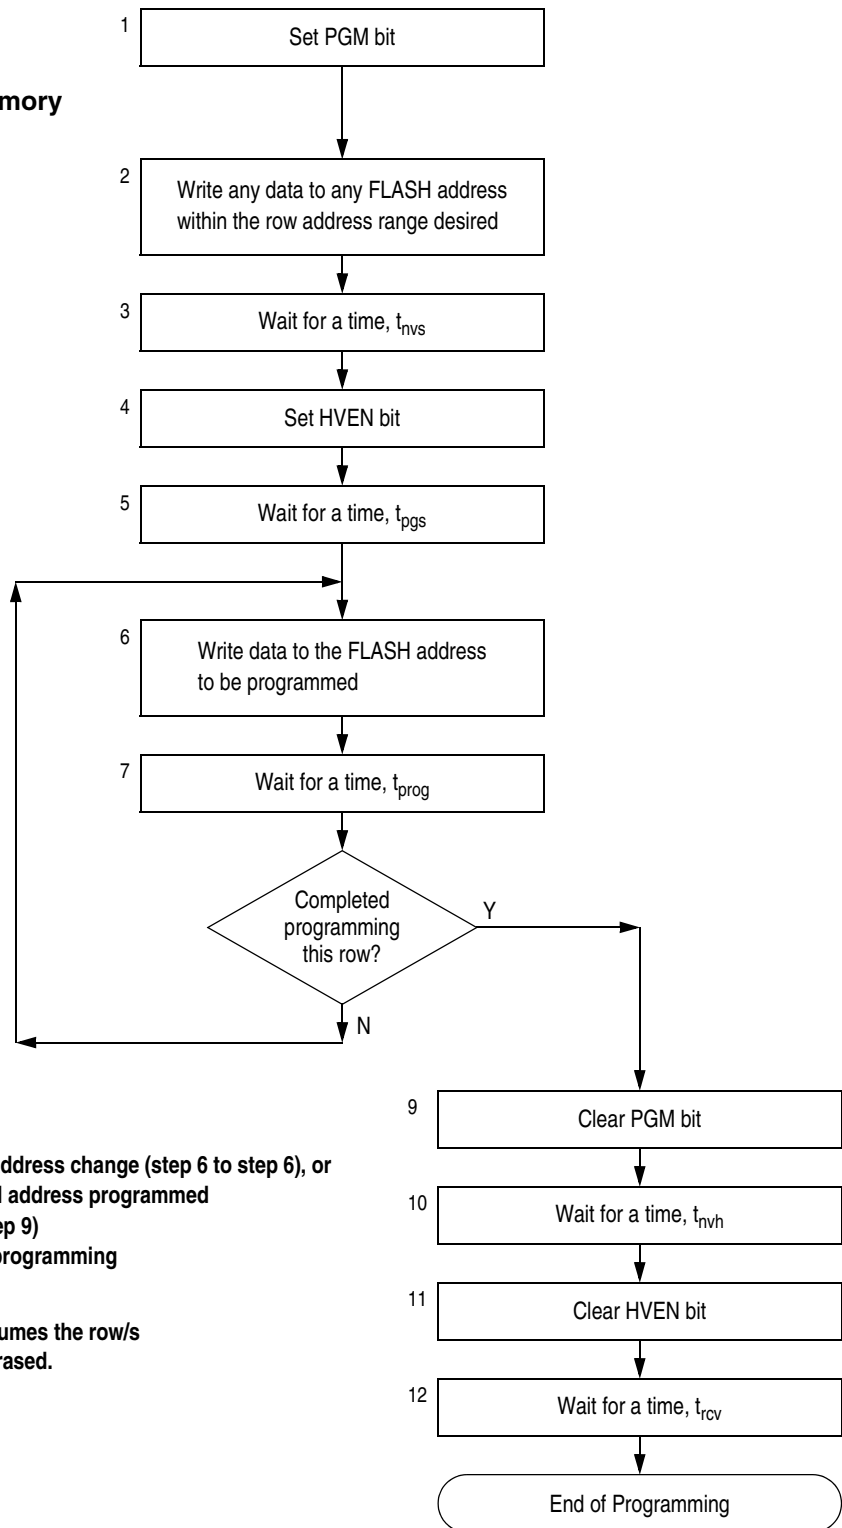 1
Set PGM bit
mory
2
Write any data to any FLASH address
within the row address range desired
3
Wait for a time, tnvs
4
Set HVEN bit
5
Wait for a time, tpgs
6
Write data to the FLASH address
to be programmed
7
Wait for a time, tprog
Completed
programming
this row?
Y
N
9
Clear PGM bit
ddress change (step 6 to step 6), or
address programmed
ep 9)
programming
10
Wait for a time, tnvh
11
Clear HVEN bit
umes the row/s
rased.
12
Wait for a time, trcv
End of Programming